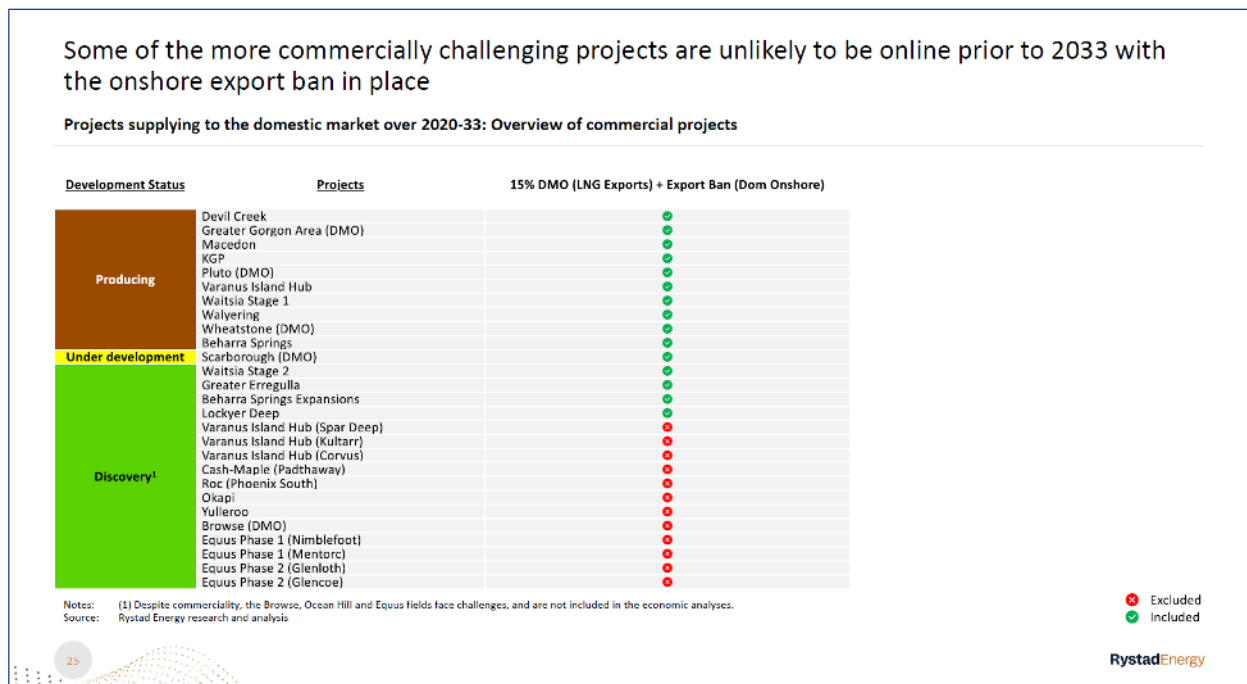 Some of the more commercially challenging projects are unlikely to be online prior to 2033 with
the onshore export ban in place
Projects supplying to the domestic market over 2020-33: Overview of commercial projects
Development Status Projects 15% DMO (LNG Exports) + Export Ban (Dom Onshore)
Producing
Devil Creek
Greater Gorgon Area (DMO)
Macedon
KGP
Pluto (DMO)
Varanus Island Hub
Waitsia Stage 1
Walyering
Wheatstone (DMO)
Beharra Springs
Under development Scarborough (DMO)
Discovery1
Waitsia Stage 2
Greater Erregulla
Beharra Springs Expansions
Lockyer Deep
Varanus Island Hub (Spar Deep)
Varanus Island Hub (Kultarr)
Varanus Island Hub (Corvus)
Cash-Maple (Padthaway)
Roc (Phoenix South)
Okapi
Yulleroo
Browse (DMO)
Equus Phase 1 (Nimblefoot)
Equus Phase 1 (Mentorc)
Equus Phase 2 (Glenloth)
Equus Phase 2 (Glencoe)
Notes: (1) Despite commerciality, the Browse, Ocean Hill and Equus fields face challenges, and are not included in the economic analyses.
Source: Rystad Energy research and analysis
Excluded
Included
25
RystadEnergy